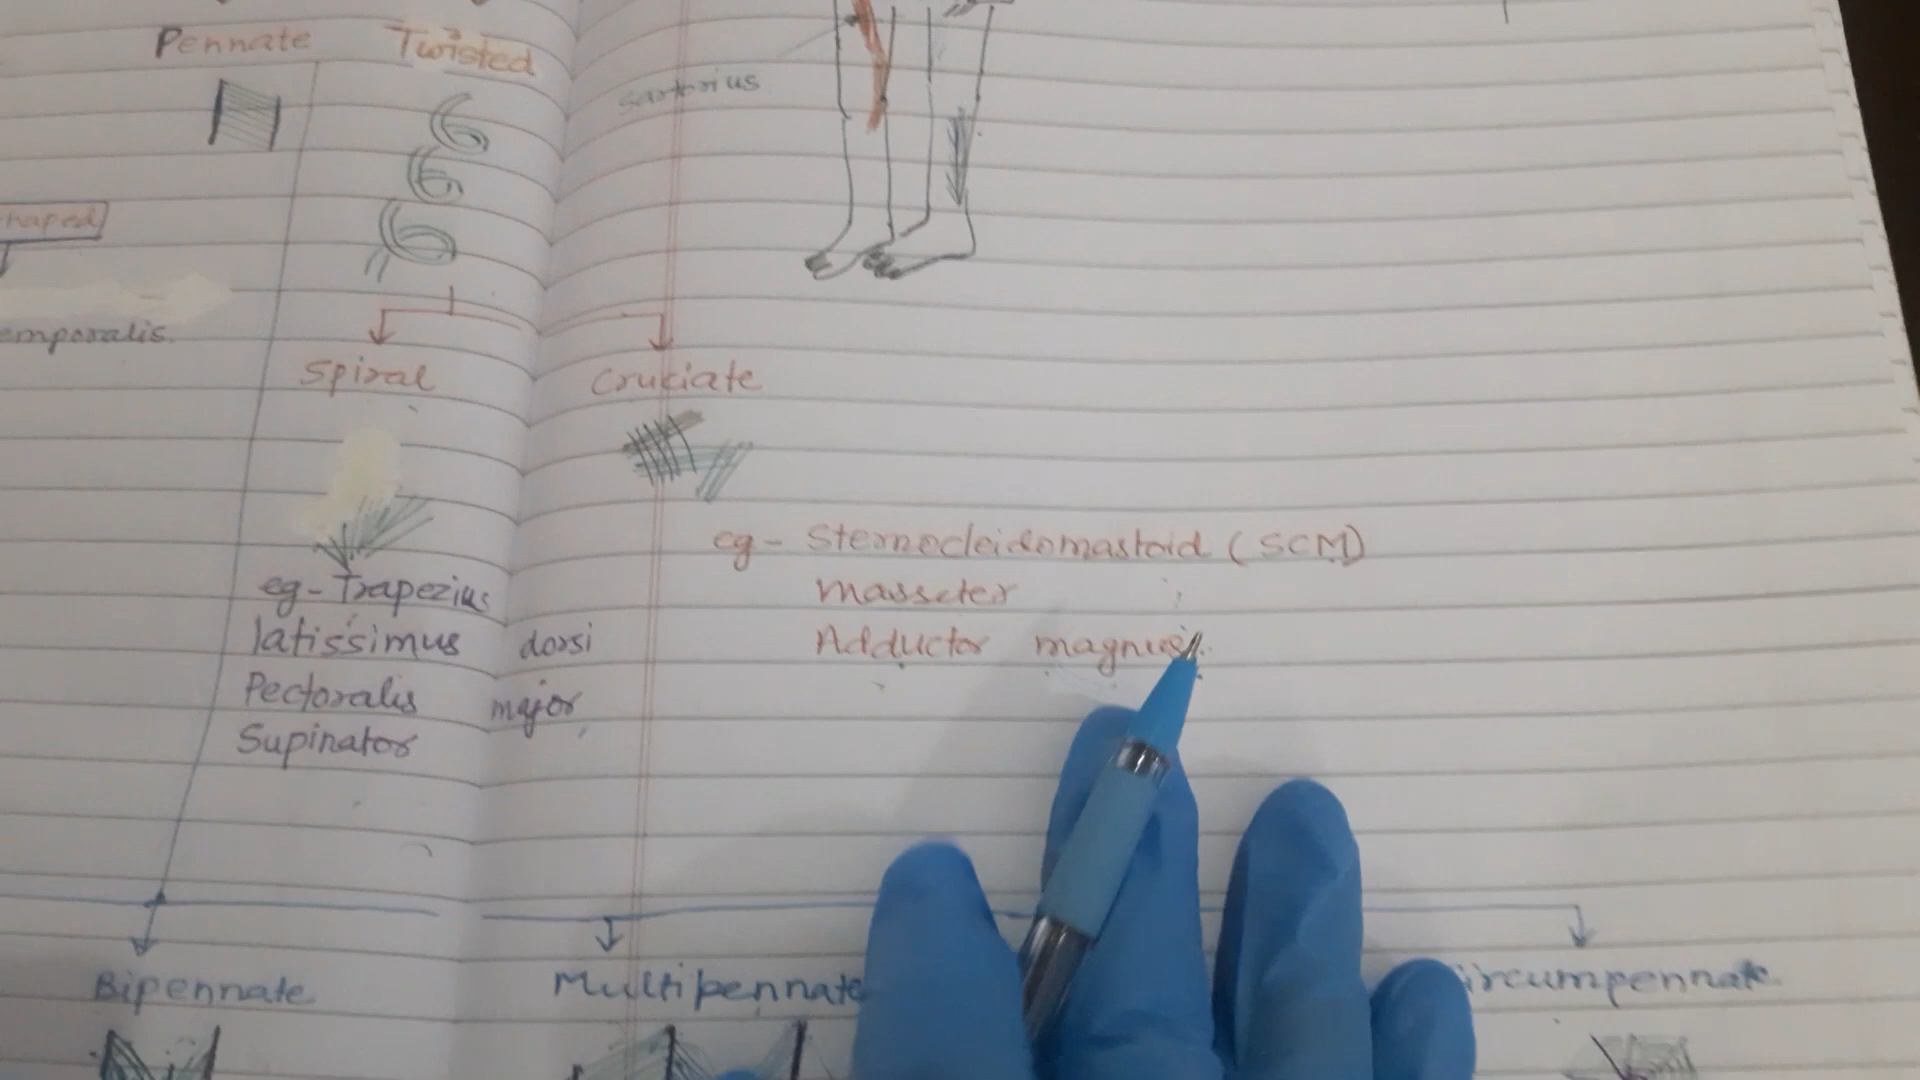 Pennate Twisted
sartorius
haped
emporalis.
Spiral Cruciate
eg- Sternocleidomastoid (SCM)
Masseter
Adductor magnus
eg- Trapezius
latissimus dorsi
Pectoralis major
Supinator
Bipennate Multipennate ircumpennate